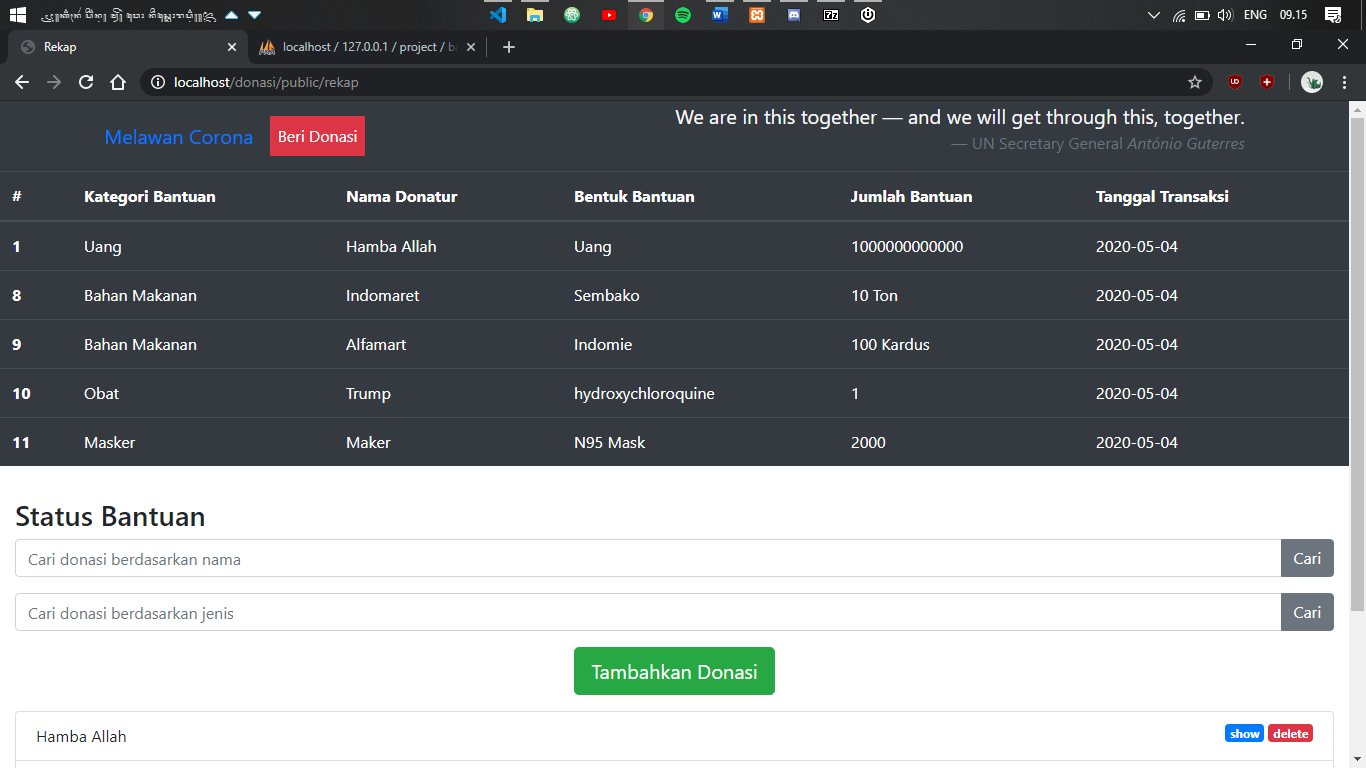 ENG 09.15
Rekap
localhost / 127.0.0.1 / project / b
localhost/donasi/public/rekap
Melawan Corona Beri Donasi
We are in this together — and we will get through this, together.
— UN Secretary General António Guterres
# Kategori Bantuan Nama Donatur Bentuk Bantuan Jumlah Bantuan Tanggal Transaksi
1 Uang Hamba Allah Uang 1000000000000 2020-05-04
8 Bahan Makanan Indomaret Sembako 10 Ton 2020-05-04
9 Bahan Makanan Alfamart Indomie 100 Kardus 2020-05-04
10 Obat Trump hydroxychloroquine 1 2020-05-04
11 Masker Maker N95 Mask 2000 2020-05-04
Status Bantuan
Cari donasi berdasarkan nama Cari
Cari donasi berdasarkan jenis Cari
Tambahkan Donasi
Hamba Allah show delete